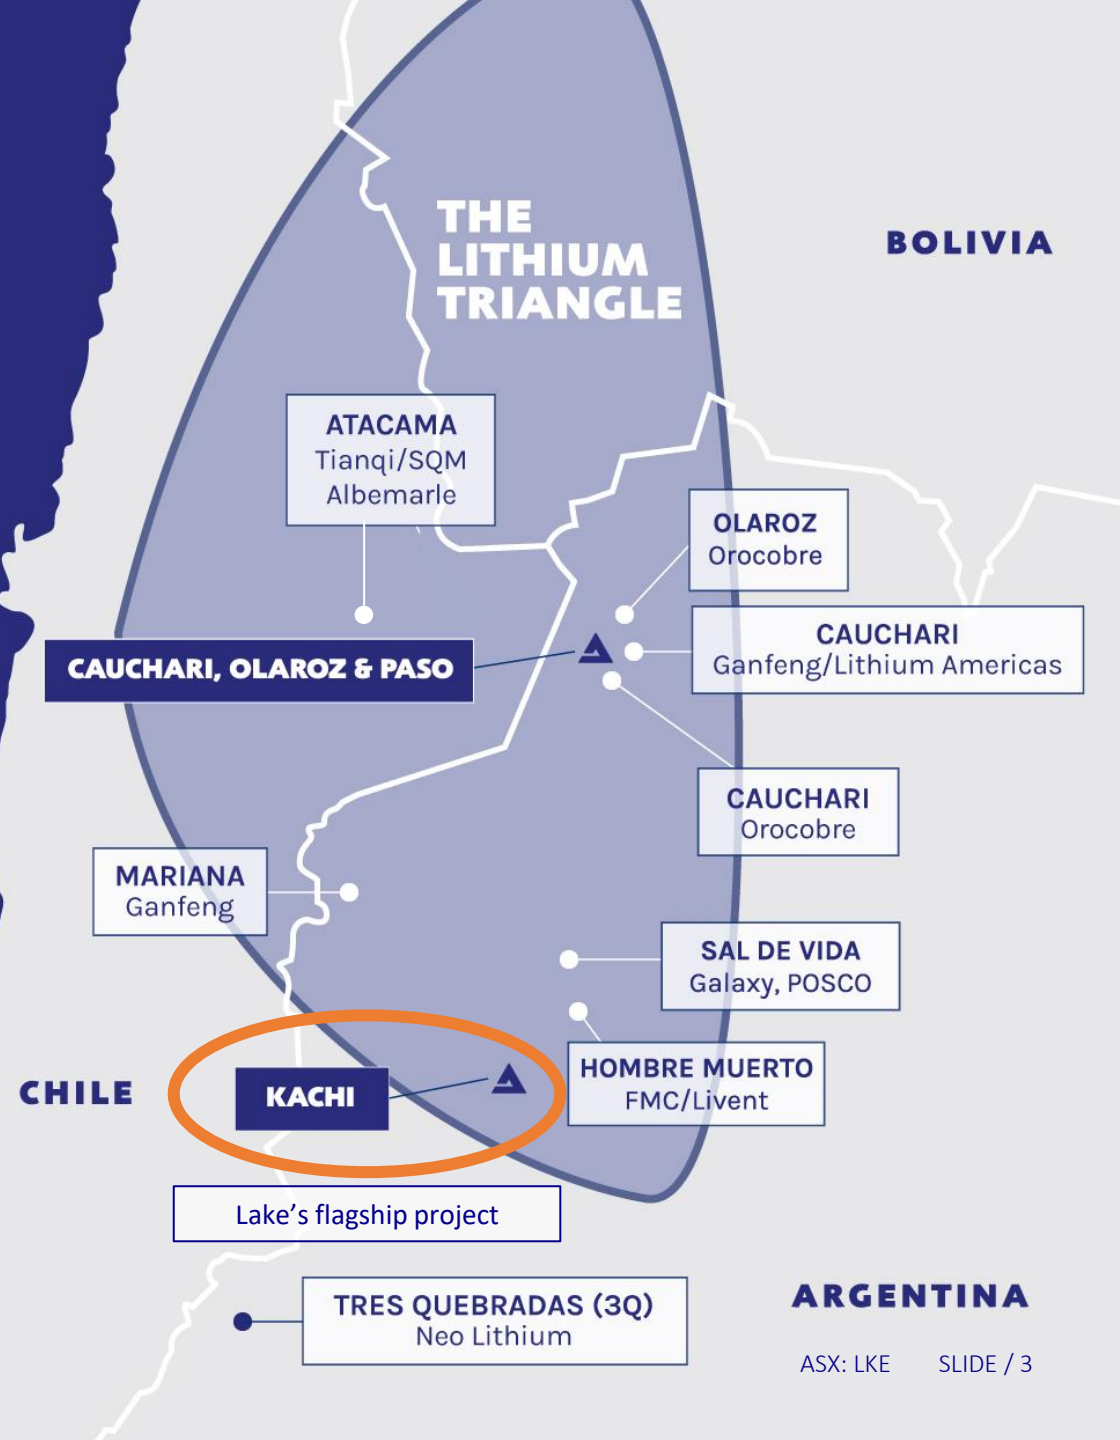 THE
LITHIUM
TRIANGLE
BOLIVIA
ATACAMA
Tianqi/SQM
Albemarle
OLAROZ
Orocobre
CAUCHARI
Ganfeng/Lithium Americas
CAUCHARI, OLAROZ & PASO
CAUCHARI
Orocobre
MARIANA
Ganfeng
SAL DE VIDA
Galaxy, POSCO
HOMBRE MUERTO
FMC/Livent
CHILE
KACHI
Lake’s flagship project
TRES QUEBRADAS (3Q)
Neo Lithium
ARGENTINA
ASX: LKE SLIDE / 3